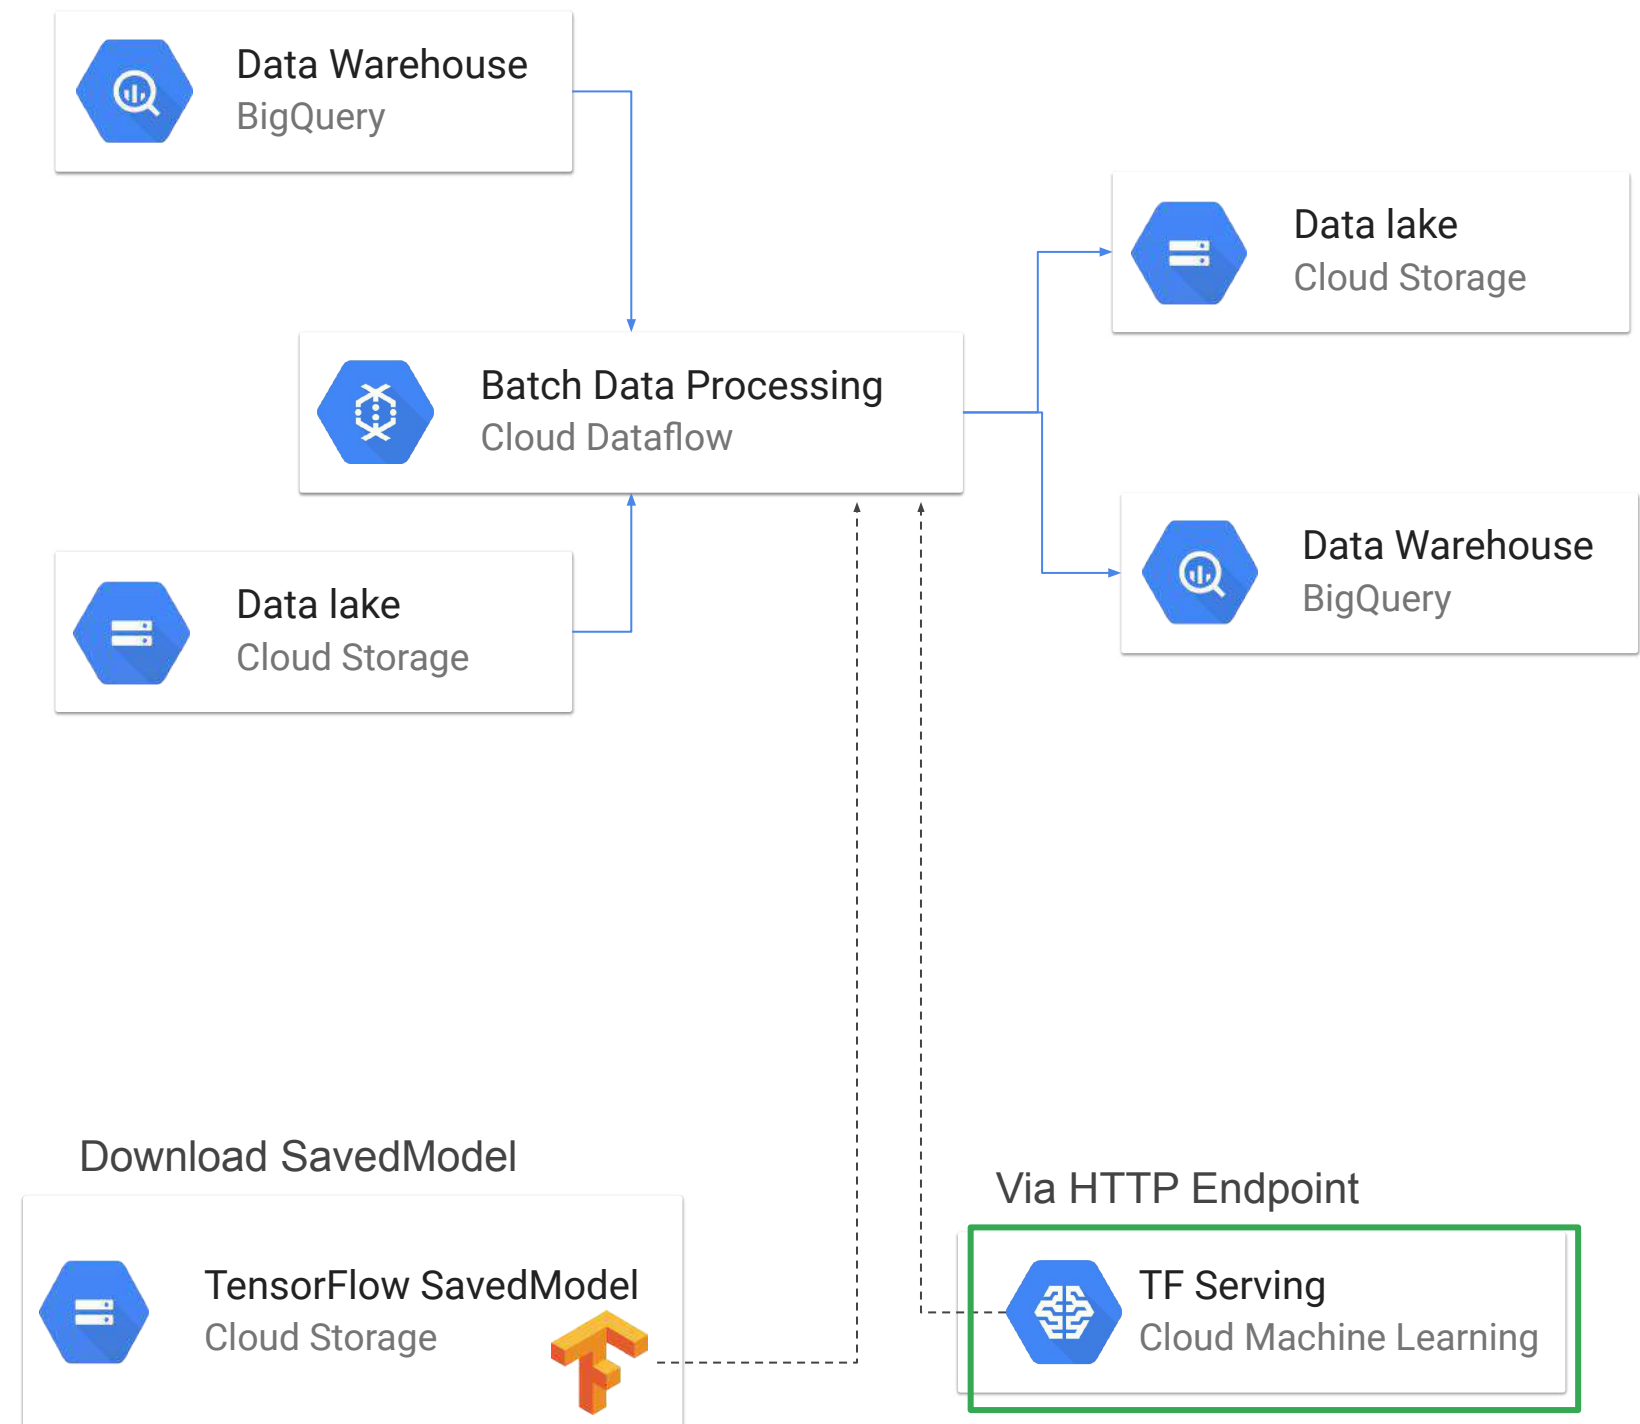 Data Warehouse
BigQuery
Data lake
Cloud Storage
Batch Data Processing
Cloud Dataflow
Data lake
Cloud Storage
Data Warehouse
BigQuery
Download SavedModel
TensorFlow SavedModel
Cloud Storage
Via HTTP Endpoint
TF Serving
Cloud Machine Learning